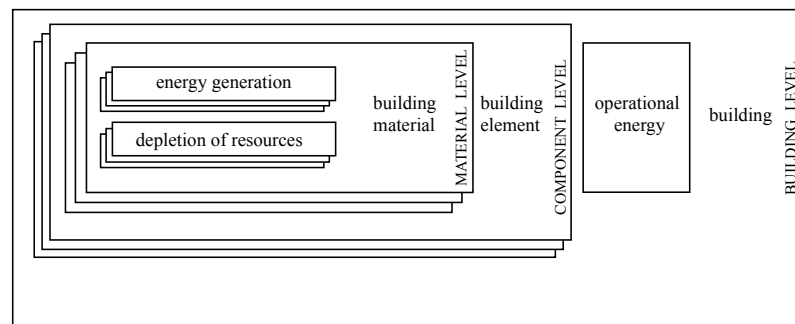 energy generation
depletion of resources
building
material
MATERIAL LEVEL
building
element
COMPONENT LEVEL
operational
energy
building
BUILDING LEVEL